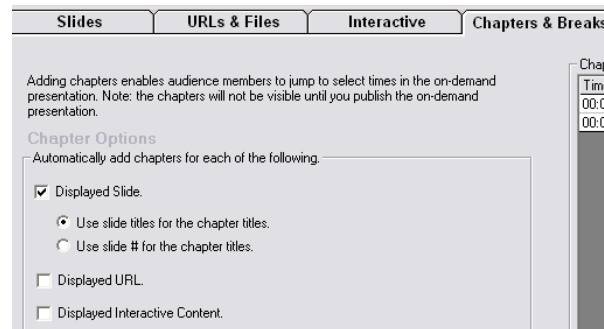 Slides
URLs & Files
Interactive
Chapters & Breaks
Adding chapters enables audience members to jump to select times in the on-demand
presentation. Note: the chapters will not be visible until you publish the on-demand
presentation.
Chapter Options
Automatically add chapters for each of the following.
Displayed Slide.
Use slide titles for the chapter titles.
Use slide # for the chapter titles.
Displayed URL.
Displayed Interactive Content.